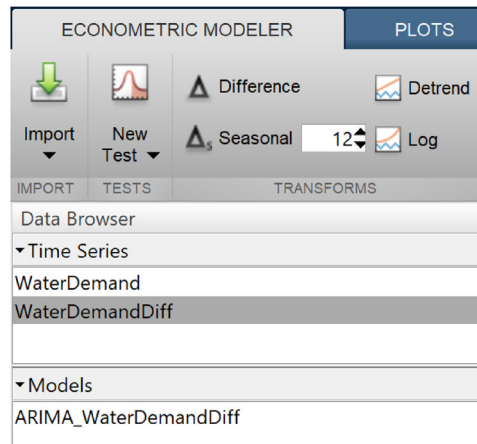 ECONOMETRIC MODELER PLOTS
Δ Difference Detrend
Import New Test Δs Seasonal 12 Log
IMPORT TESTS TRANSFORMS
Data Browser
Time Series
WaterDemand
WaterDemandDiff
Models
ARIMA_WaterDemandDiff